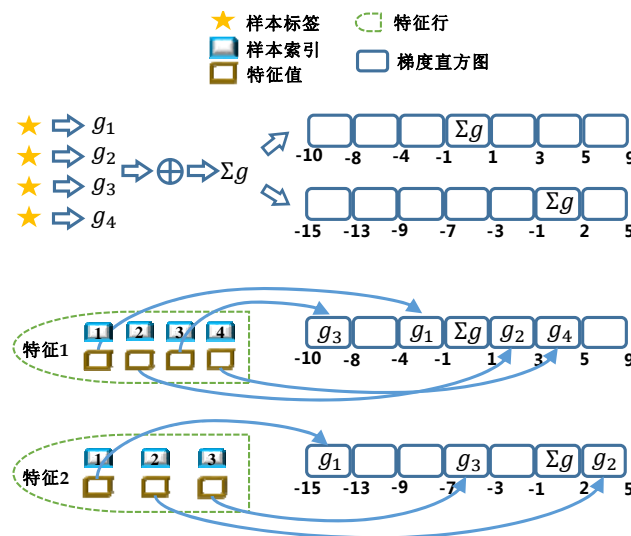 样本标签 特征行
样本索引 梯度直方图
特征值
g₁
g₂
g₃
g₄
Σg
Σg
-10 -8 -4 -1 1 3 5 9
Σg
-15 -13 -9 -7 -3 -1 2 5
特征1
1 2 3 4
g₃ g₁ Σg g₂ g₄
-10 -8 -4 -1 1 3 5 9
特征2
1 2 3
g₁ g₃ Σg g₂
-15 -13 -9 -7 -3 -1 2 5